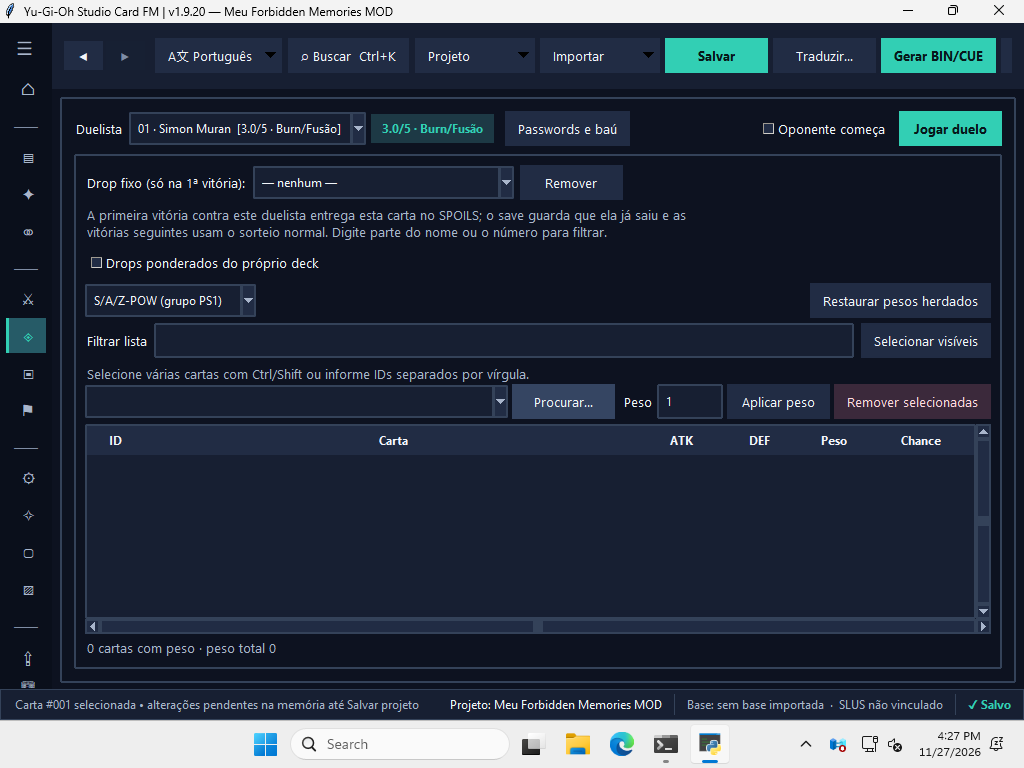 Yu-Gi-Oh Studio Card FM | v1.9.20 — Meu Forbidden Memories MOD
A文 Português
Buscar Ctrl+K
Projeto
Importar
Salvar
Traduzir...
Gerar BIN/CUE
Duelista
01 · Simon Muran [3.0/5 · Burn/Fusão]
3.0/5 · Burn/Fusão
Passwords e baú
Oponente começa
Jogar duelo
Drop fixo (só na 1ª vitória):
— nenhum —
Remover
A primeira vitória contra este duelista entrega esta carta no SPOILS; o save guarda que ela já saiu e as
vitórias seguintes usam o sorteio normal. Digite parte do nome ou o número para filtrar.
Drops ponderados do próprio deck
S/A/Z-POW (grupo PS1)
Restaurar pesos herdados
Filtrar lista
Selecionar visíveis
Selecione várias cartas com Ctrl/Shift ou informe IDs separados por vírgula.
Procurar...
Peso
1
Aplicar peso
Remover selecionadas
ID
Carta
ATK
DEF
Peso
Chance
0 cartas com peso · peso total 0
Carta #001 selecionada • alterações pendentes na memória até Salvar projeto
Projeto: Meu Forbidden Memories MOD
Base: sem base importada · SLUS não vinculado
✓ Salvo
Search
4:27 PM
11/27/2026